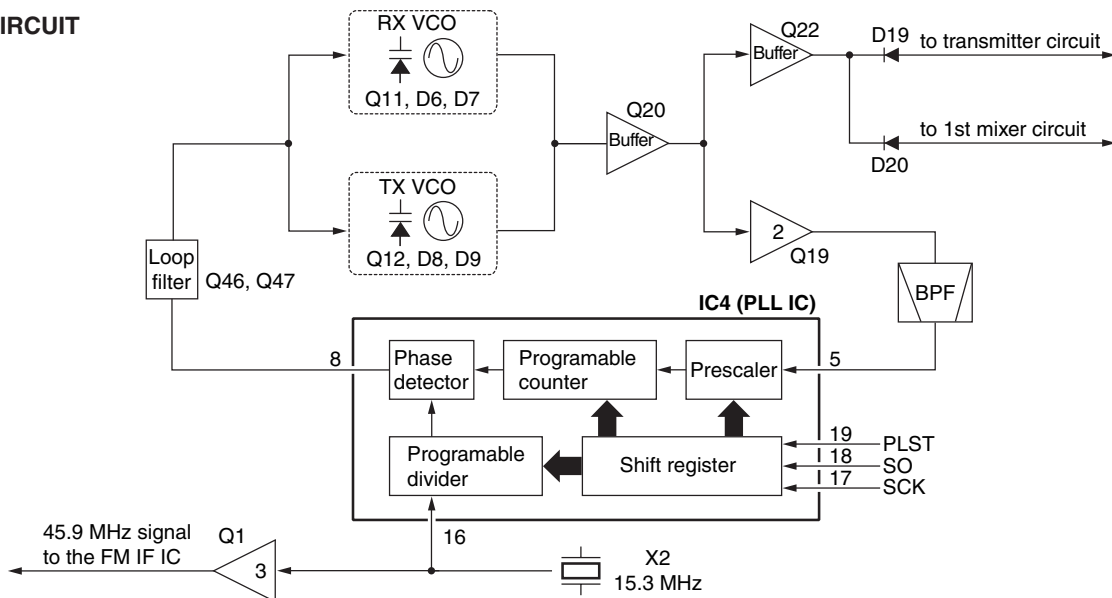 IRCUIT
RX VCO
Q11, D6, D7
TX VCO
Q12, D8, D9
Loop
filter
Q46, Q47
Q20
Buffer
Q22
Buffer
D19
to transmitter circuit
to 1st mixer circuit
D20
2
Q19
BPF
IC4 (PLL IC)
8
Phase
detector
Programable
counter
Prescaler
5
Programable
divider
Shift register
19
PLST
18
SO
17
SCK
16
45.9 MHz signal
to the FM IF IC
Q1
3
X2
15.3 MHz